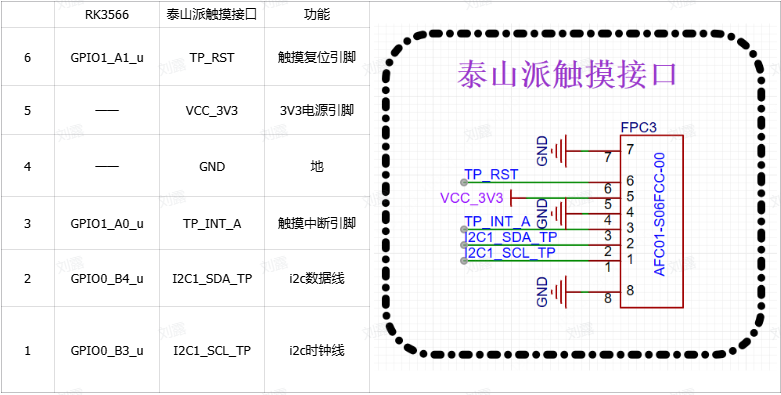 RK3566 泰山派触摸接口 功能
6 GPIO1_A1_u TP_RST 触摸复位引脚
5 —— VCC_3V3 3V3电源引脚
4 —— GND 地
3 GPIO1_A0_u TP_INT_A 触摸中断引脚
2 GPIO0_B4_u I2C1_SDA_TP i2c数据线
1 GPIO0_B3_u I2C1_SCL_TP i2c时钟线
泰山派触摸接口
FPC3
GND 7 7
TP_RST 6 6
VCC_3V3 5 5
GND 4 4
TP_INT_A 3 3
I2C1_SDA_TP 2 2
I2C1_SCL_TP 1 1
GND 8 8
AFC01-S06FCC-00